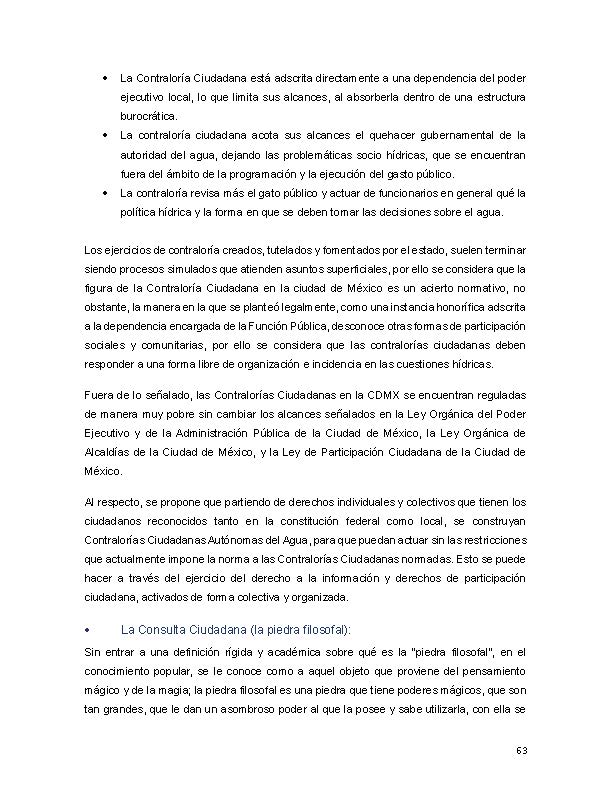 • La Contraloría Ciudadana está adscrita directamente a una dependencia del poder
ejecutivo local, lo que limita sus alcances, al absorberla dentro de una estructura
burocrática.
• La contraloría ciudadana acota sus alcances el quehacer gubernamental de la
autoridad del agua, dejando las problemáticas socio hídricas, que se encuentran
fuera del ámbito de la programación y la ejecución del gasto público.
• La contraloría revisa más el gato público y actuar de funcionarios en general qué la
política hídrica y la forma en que se deben tomar las decisiones sobre el agua.
Los ejercicios de contraloría creados, tutelados y fomentados por el estado, suelen terminar
siendo procesos simulados que atienden asuntos superficiales, por ello se considera que la
figura de la Contraloría Ciudadana en la ciudad de México es un acierto normativo, no
obstante, la manera en la que se planteó legalmente, como una instancia honorífica adscrita
a la dependencia encargada de la Función Pública, desconoce otras formas de participación
sociales y comunitarias, por ello se considera que las contralorías ciudadanas deben
responder a una forma libre de organización e incidencia en las cuestiones hídricas.
Fuera de lo señalado, las Contralorías Ciudadanas en la CDMX se encuentran reguladas
de manera muy pobre sin cambiar los alcances señalados en la Ley Orgánica del Poder
Ejecutivo y de la Administración Pública de la Ciudad de México, la Ley Orgánica de
Alcaldías de la Ciudad de México, y la Ley de Participación Ciudadana de la Ciudad de
México.
Al respecto, se propone que partiendo de derechos individuales y colectivos que tienen los
ciudadanos reconocidos tanto en la constitución federal como local, se construyan
Contralorías Ciudadanas Autónomas del Agua, para que puedan actuar sin las restricciones
que actualmente impone la norma a las Contralorías Ciudadanas normadas. Esto se puede
hacer a través del ejercicio del derecho a la información y derechos de participación
ciudadana, activados de forma colectiva y organizada.
• La Consulta Ciudadana (la piedra filosofal):
Sin entrar a una definición rígida y académica sobre qué es la "piedra filosofal", en el
conocimiento popular, se le conoce como a aquel objeto que proviene del pensamiento
mágico y de la magia; la piedra filosofal es una piedra que tiene poderes mágicos, que son
tan grandes, que le dan un asombroso poder al que la posee y sabe utilizarla, con ella se
63